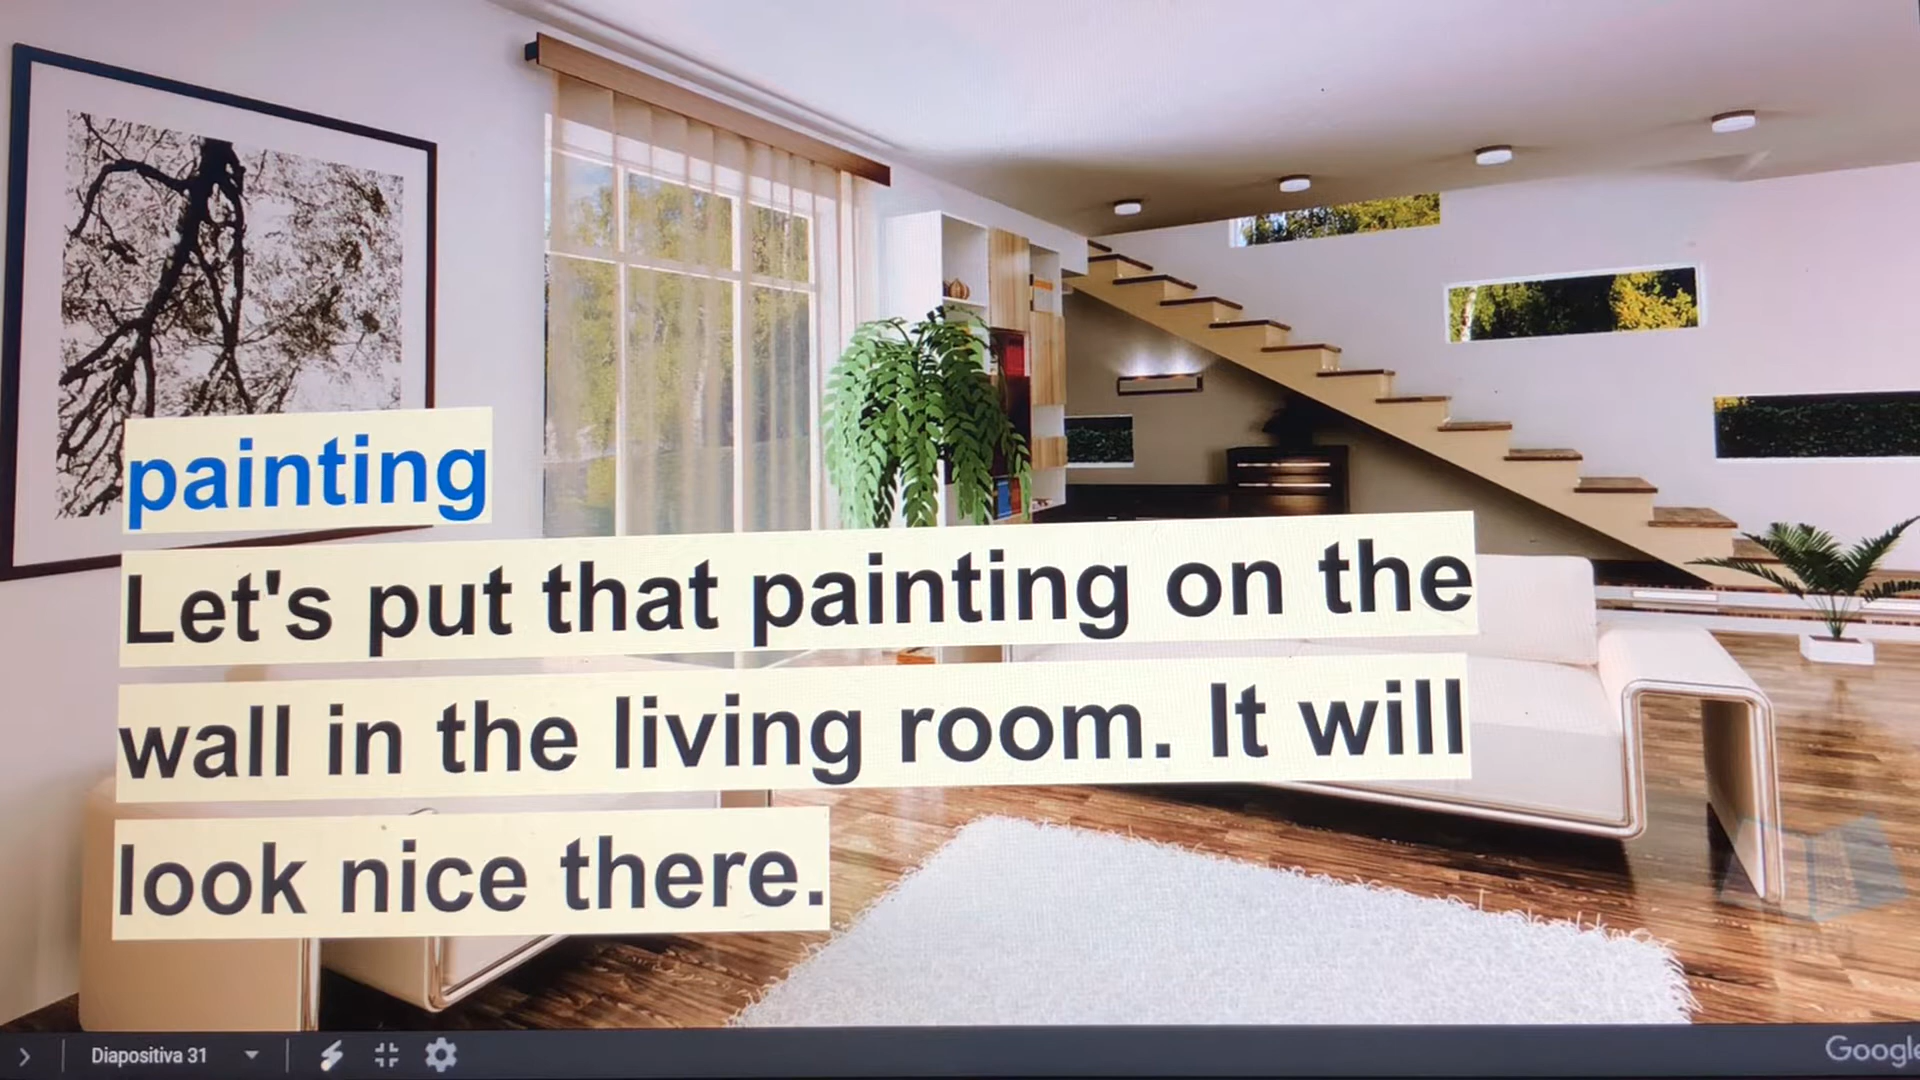 painting
Let's put that painting on the
wall in the living room. It will
look nice there.
Diapositiva 31
Google